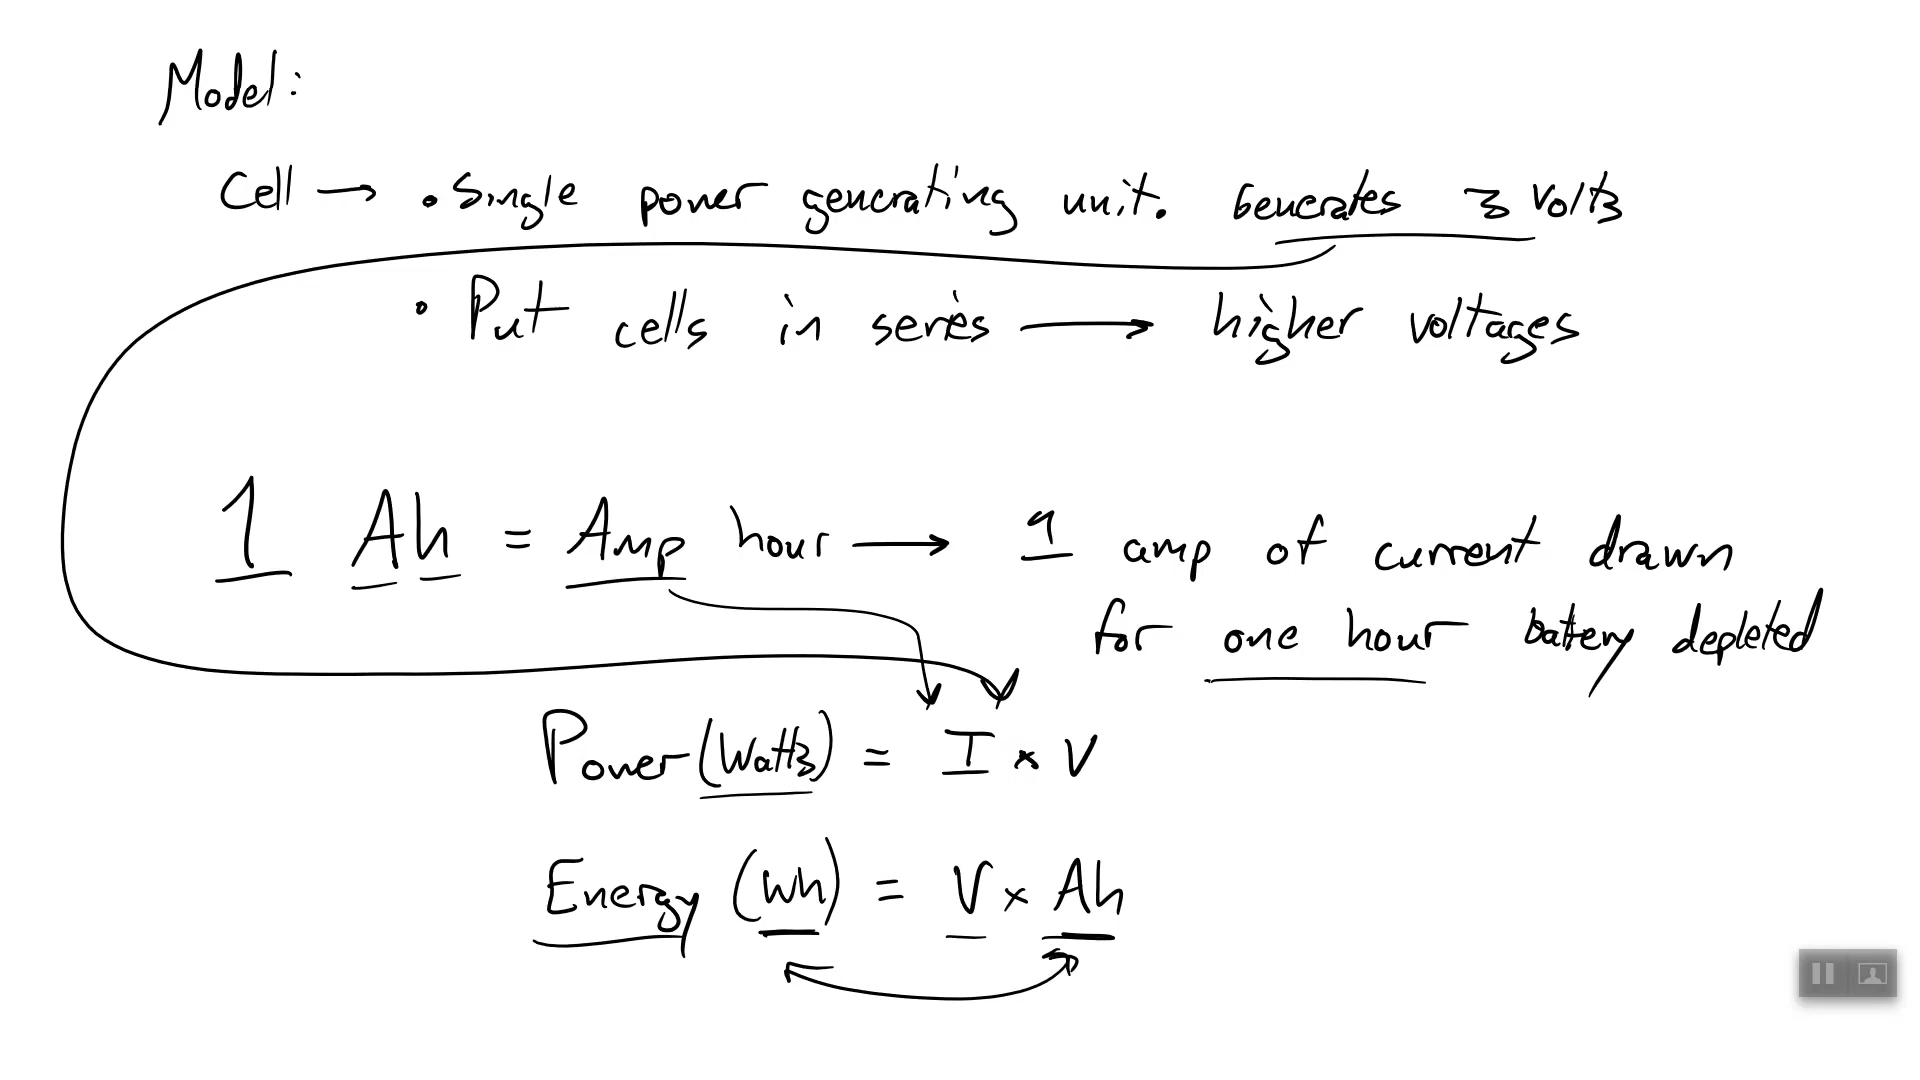 Model:
Cell → • Single power generating unit. Generates 3 Volts
• Put cells in series → higher voltages
1 Ah = Amp hour → 1 amp of current drawn
for one hour battery depleted
Power (Watts) = I × V
Energy (Wh) = V × Ah